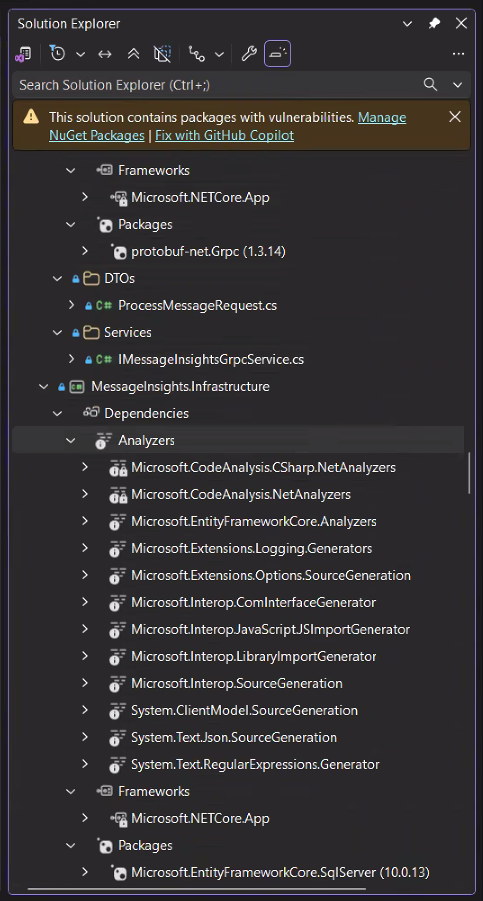 Solution Explorer
Search Solution Explorer (Ctrl+;)
This solution contains packages with vulnerabilities. Manage
NuGet Packages | Fix with GitHub Copilot
Frameworks
Microsoft.NETCore.App
Packages
protobuf-net.Grpc (1.3.14)
DTOs
C# ProcessMessageRequest.cs
Services
C# IMessageInsightsGrpcService.cs
MessageInsights.Infrastructure
Dependencies
Analyzers
Microsoft.CodeAnalysis.CSharp.NetAnalyzers
Microsoft.CodeAnalysis.NetAnalyzers
Microsoft.EntityFrameworkCore.Analyzers
Microsoft.Extensions.Logging.Generators
Microsoft.Extensions.Options.SourceGeneration
Microsoft.Interop.ComInterfaceGenerator
Microsoft.Interop.JavaScript.JSImportGenerator
Microsoft.Interop.LibraryImportGenerator
Microsoft.Interop.SourceGeneration
System.ClientModel.SourceGeneration
System.Text.Json.SourceGeneration
System.Text.RegularExpressions.Generator
Frameworks
Microsoft.NETCore.App
Packages
Microsoft.EntityFrameworkCore.SqlServer (10.0.13)